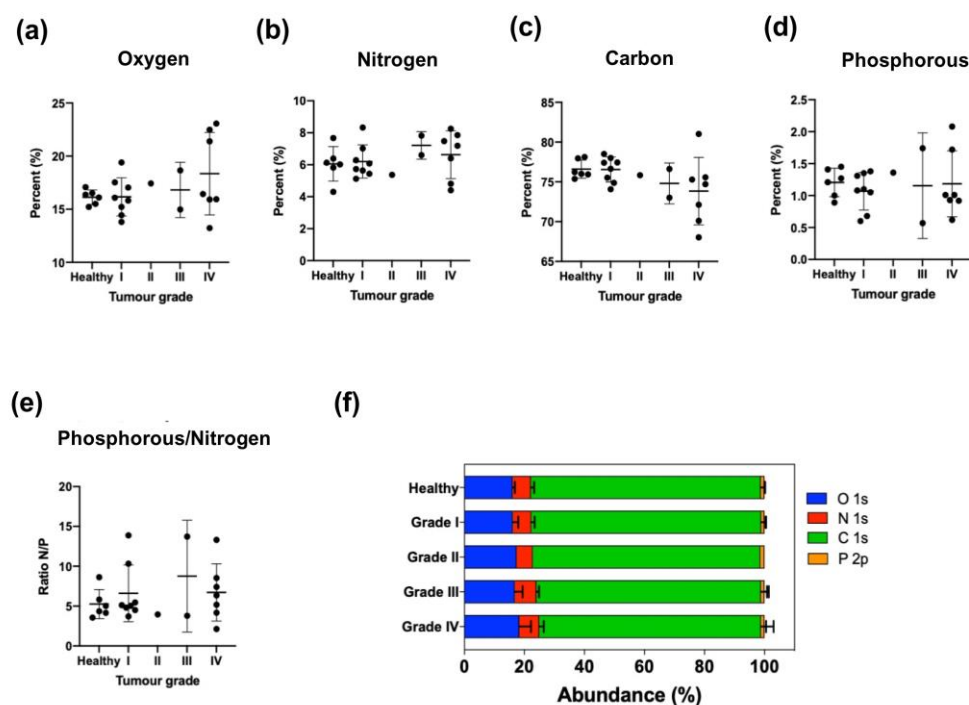 (a)
Oxygen
Percent (%)
25
20
15
10
Healthy I II III IV
Tumour grade
(b)
Nitrogen
Percent (%)
10
8
6
4
2
0
Healthy I II III IV
Tumour grade
(c)
Carbon
Percent (%)
85
80
75
70
65
Healthy I II III IV
Tumour grade
(d)
Phosphorous
Percent (%)
2.5
2.0
1.5
1.0
0.5
0.0
Healthy I II III IV
Tumour grade
(e)
Phosphorous/Nitrogen
Ratio N/P
20
15
10
5
0
Healthy I II III IV
Tumour grade
(f)
Healthy
Grade I
Grade II
Grade III
Grade IV
0 20 40 60 80 100
Abundance (%)
O 1s
N 1s
C 1s
P 2p